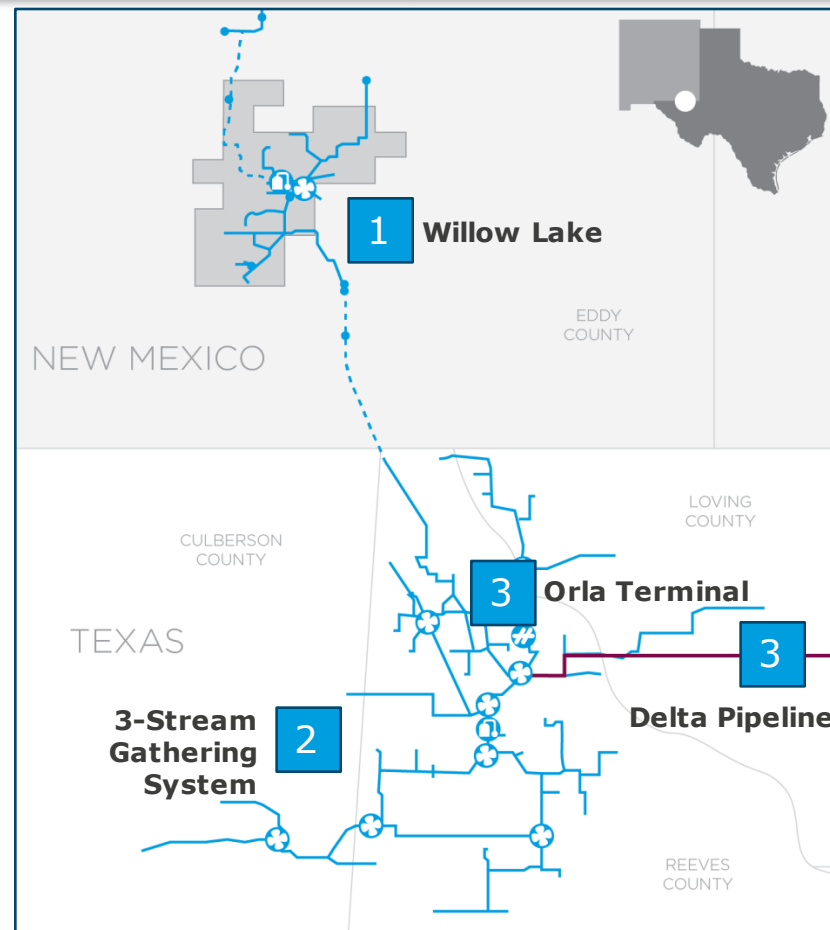 1
Willow Lake
EDDY
COUNTY
NEW MEXICO
LOVING
COUNTY
CULBERSON
COUNTY
3
Orla Terminal
TEXAS
3
Delta Pipeline
3-Stream
Gathering
System
2
REEVES
COUNTY